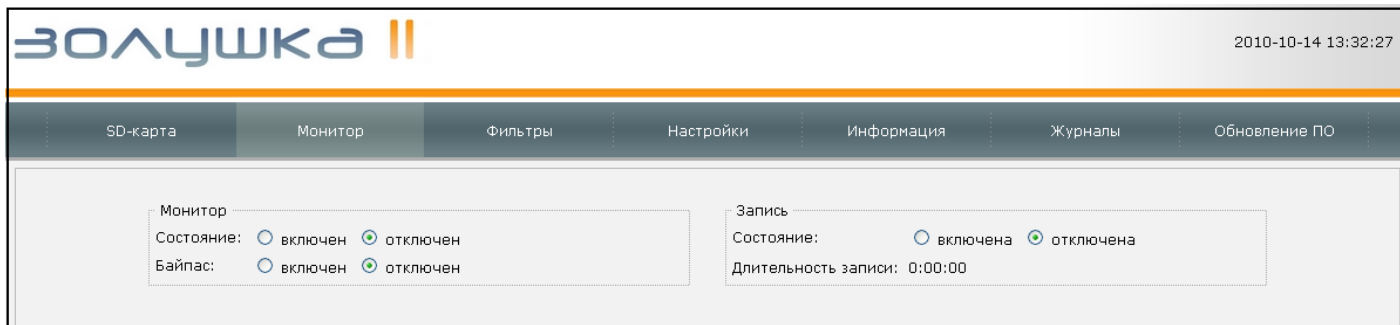 золушка II
2010-10-14 13:32:27
SD-карта Монитор Фильтры Настройки Информация Журналы Обновление ПО
Монитор
Состояние: включен отключен
Байпас: включен отключен
Запись
Состояние: включена отключена
Длительность записи: 0:00:00